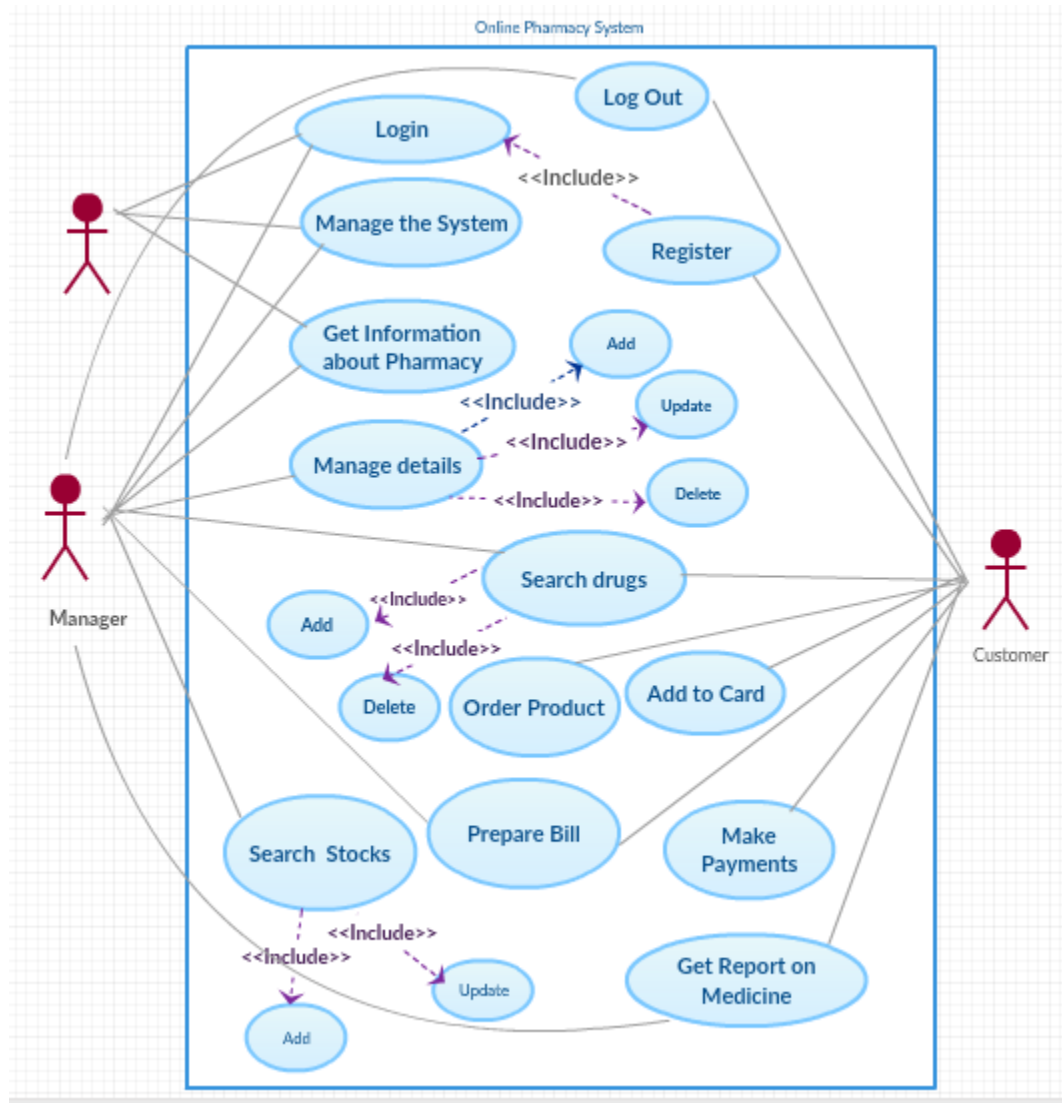 Online Pharmacy System
Log Out
Login
<<Include>>
Manage the System
Register
Get Information
about Pharmacy
Add
<<Include>>
Update
<<Include>>
Manage details
<<Include>>
Delete
Search drugs
<<Include>>
Add
<<Include>>
Manager
Customer
Delete
Order Product
Add to Card
Prepare Bill
Make
Payments
Search Stocks
<<Include>>
<<Include>>
Get Report on
Medicine
Update
Add